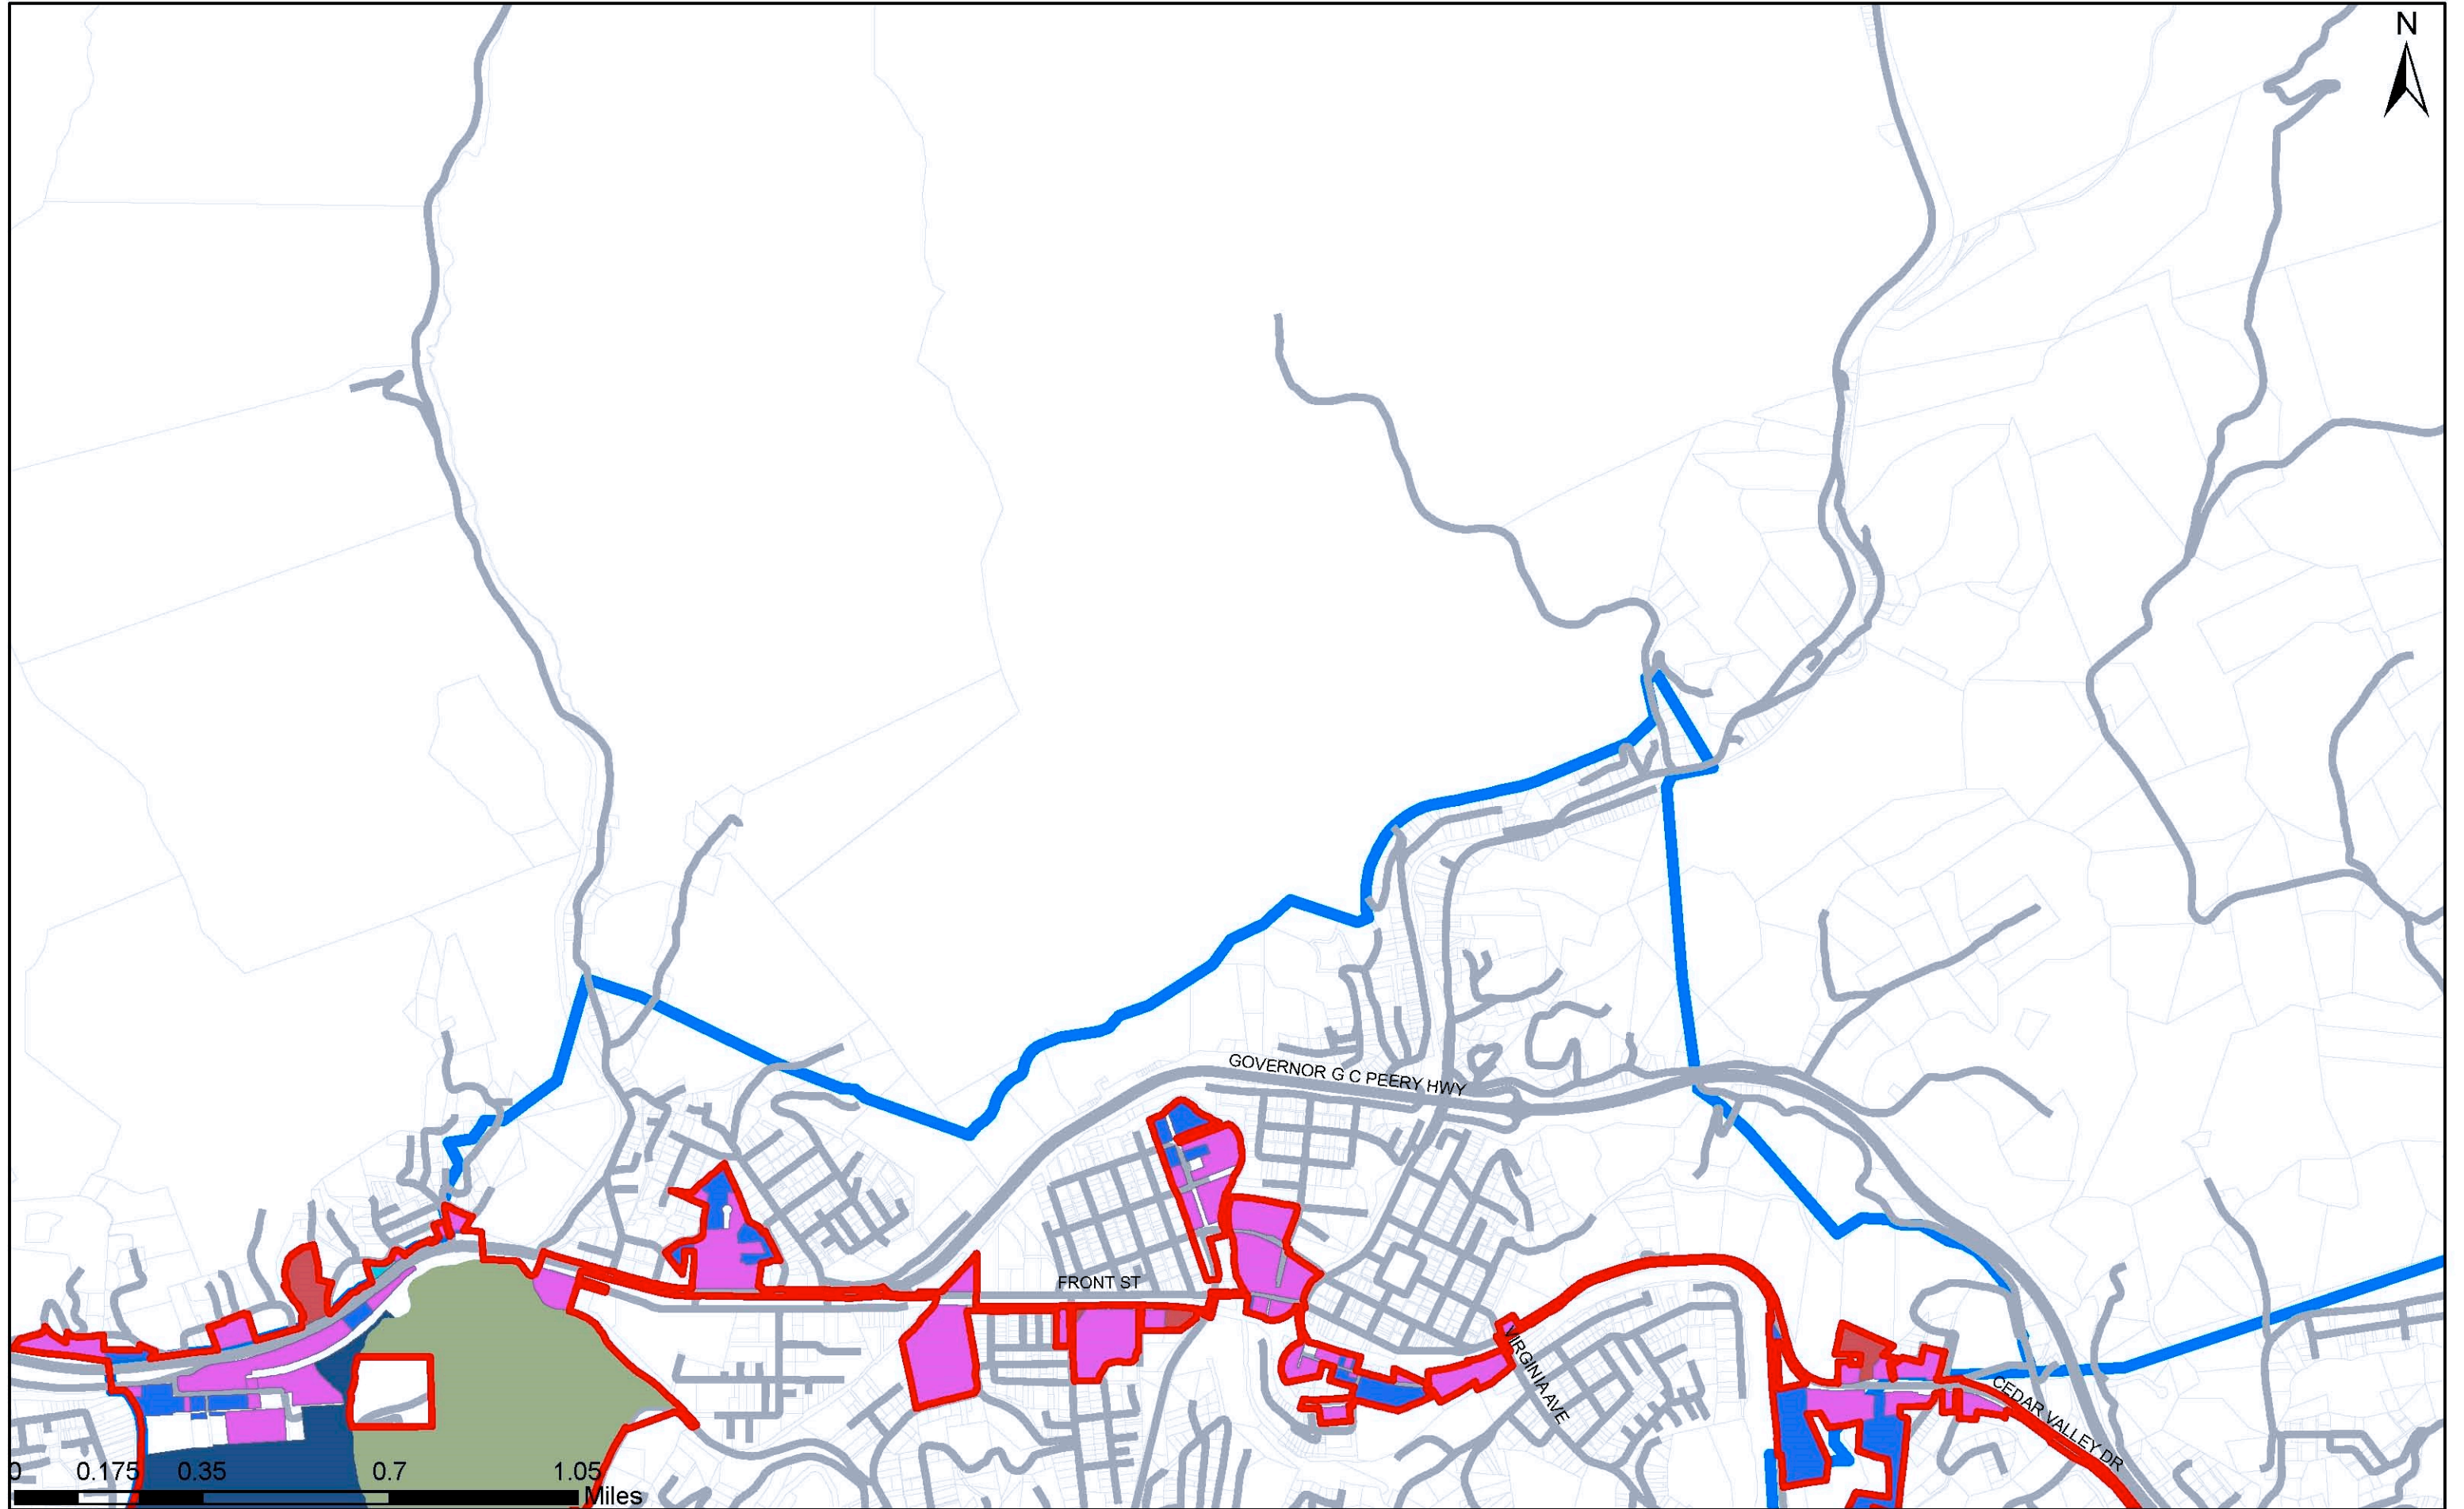 N
GOVERNOR G C PEERY HWY
FRONT ST
VIRGINIA AVE
CEDAR VALLEY DR
0 0.175 0.35 0.7 1.05
Miles